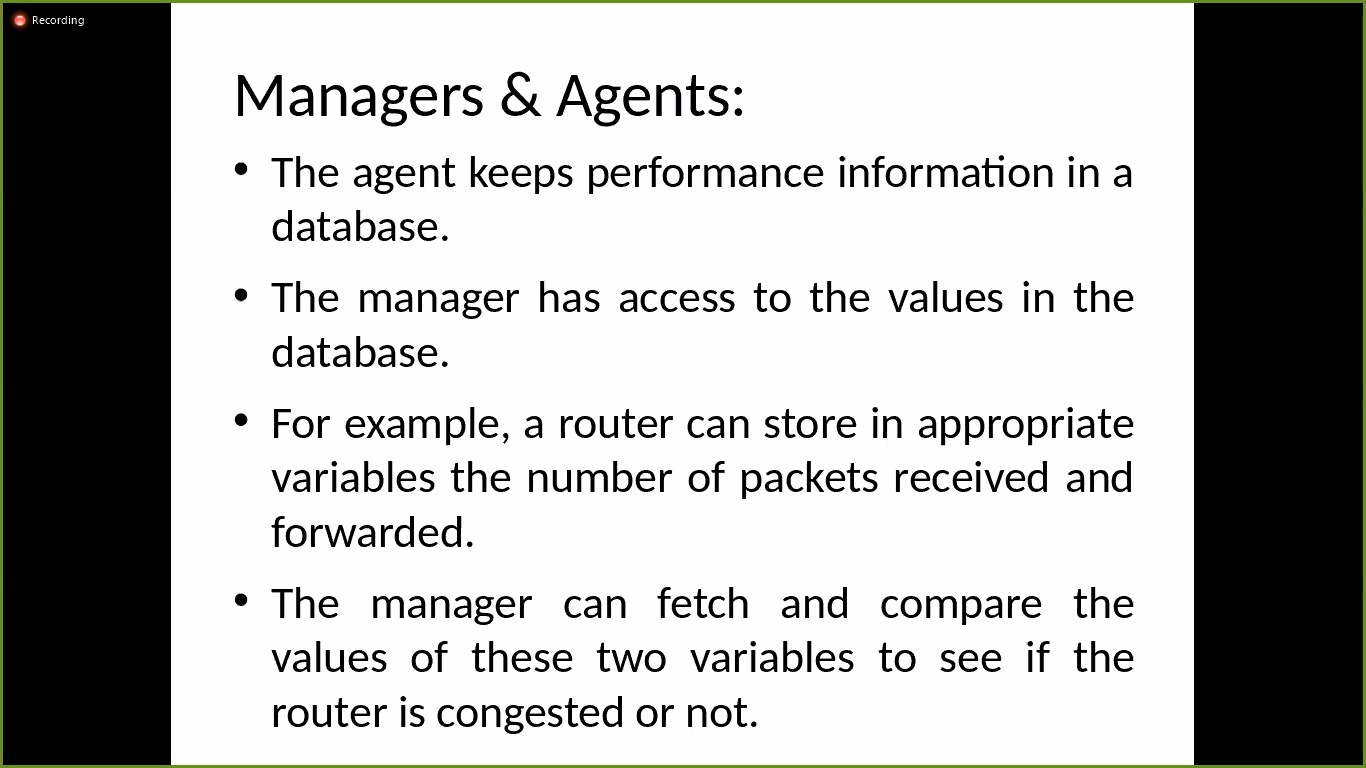 Recording
Managers & Agents:
• The agent keeps performance information in a
database.
• The manager has access to the values in the
database.
• For example, a router can store in appropriate
variables the number of packets received and
forwarded.
• The manager can fetch and compare the
values of these two variables to see if the
router is congested or not.